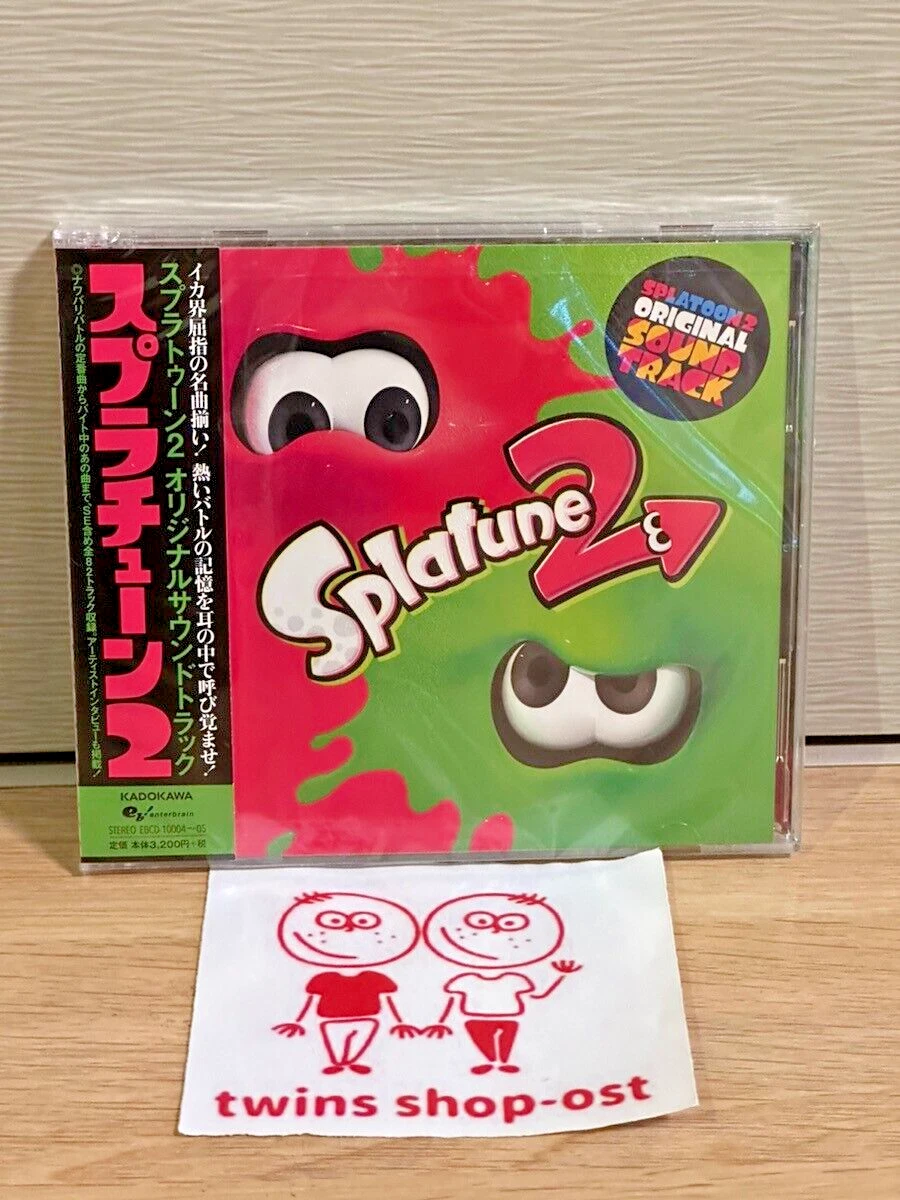 イカ界屈指の名曲揃い! 熱いバトルの記憶を耳の中で呼び覚ませ!
スプラトゥーン2 オリジナルサウンドトラック
スプラチューン2
◎ナワバリバトルの定番曲からバイト中のあの曲まで、SE含め全82トラック収録。アーティストインタビューも掲載!
KADOKAWA
eb! enterbrain
STEREO EBCD-10004~05
定価 本体3,200円+税
SPLATOON 2
ORIGINAL
SOUND
TRACK
Splatune 2
twins shop-ost